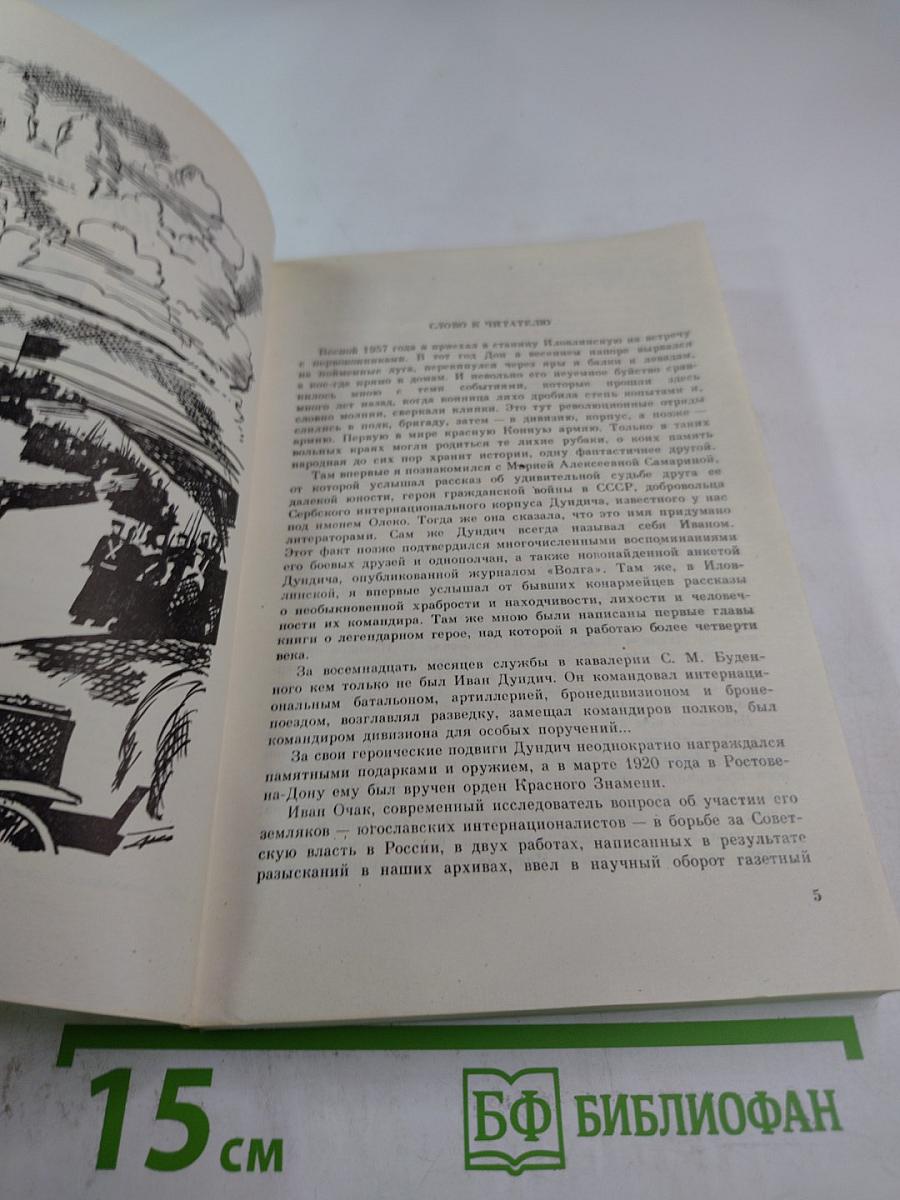 СЛОВО К ЧИТАТЕЛЮ
Весной 1957 года я приехал в станицу Иловлинскую на встречу
с первоконниками. В тот год Дон в весеннем напоре вырвался
на пойменные луга, перекинулся через яры и балки к левадам,
а кое-где прямо к домам. И невольно его неуемное буйство срав-
нилось мною с теми событиями, которые прошли здесь
много лет назад, когда конница лихо дробила степь копытами и,
словно молнии, сверкали клинки. Это тут революционные отряды
слились в полк, бригаду, затем — в дивизию, корпус, а позже —
армию. Первую в мире красную Конную армию. Только в таких
вольных краях могли родиться те лихие рубаки, о коих память
народная до сих пор хранит истории, одну фантастичнее другой.
Там впервые я познакомился с Марией Алексеевной Самариной,
от которой услышал рассказ об удивительной судьбе друга ее
далекой юности, героя гражданской войны в СССР, добровольца
Сербского интернационального корпуса Дундича, известного у нас
под именем Олеко. Тогда же она сказала, что это имя придумано
литераторами. Сам же Дундич всегда называл себя Иваном.
Этот факт позже подтвердился многочисленными воспоминаниями
его боевых друзей и однополчан, а также новонайденной анкетой
Дундича, опубликованной журналом «Волга». Там же, в Илов-
линской, я впервые услышал от бывших конармейцев рассказы
о необыкновенной храбрости и находчивости, лихости и человеч-
ности их командира. Там же мною были написаны первые главы
книги о легендарном герое, над которой я работаю более четверти
века.
За восемнадцать месяцев службы в кавалерии С. М. Буден-
ного кем только не был Иван Дундич. Он командовал интернаци-
ональным батальоном, артиллерией, бронедивизионом и броне-
поездом, возглавлял разведку, замещал командиров полков, был
командиром дивизиона для особых поручений...
За свои героические подвиги Дундич неоднократно награждался
памятными подарками и оружием, а в марте 1920 года в Ростове-
на-Дону ему был вручен орден Красного Знамени.
Иван Очак, современный исследователь вопроса об участии его
земляков — югославских интернационалистов — в борьбе за Совет-
скую власть в России, в двух работах, написанных в результате
разысканий в наших архивах, ввел в научный оборот газетный
5
15 см
БФ БИБЛИОФАН